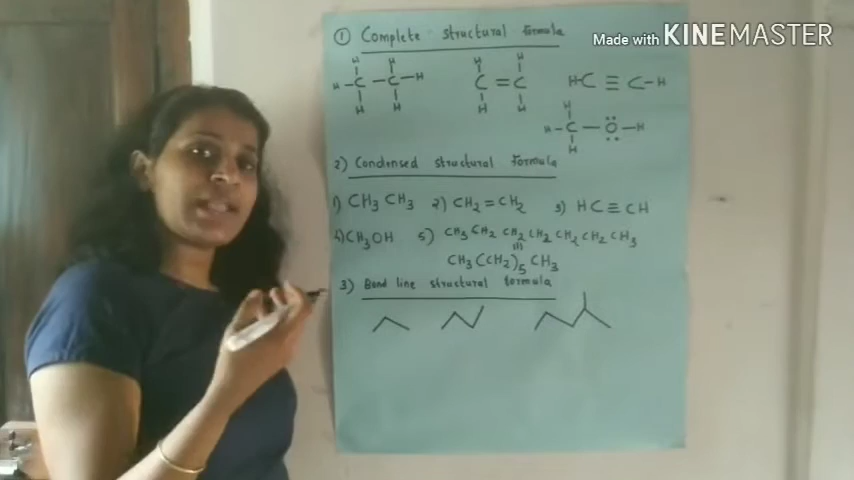 Made with KINEMASTER
① Complete structural formula
H H H H
H - C - C - H C = C HC ≡ C - H
H H H H
H
H - C - Ö - H
H
2) Condensed structural formula
1) CH3 CH3 2) CH2 = CH2 3) HC ≡ CH
4) CH3OH 5) CH3 CH2 CH2 CH2 CH2 CH2 CH3
CH3 (CH2)5 CH3
3) Bond line structural formula